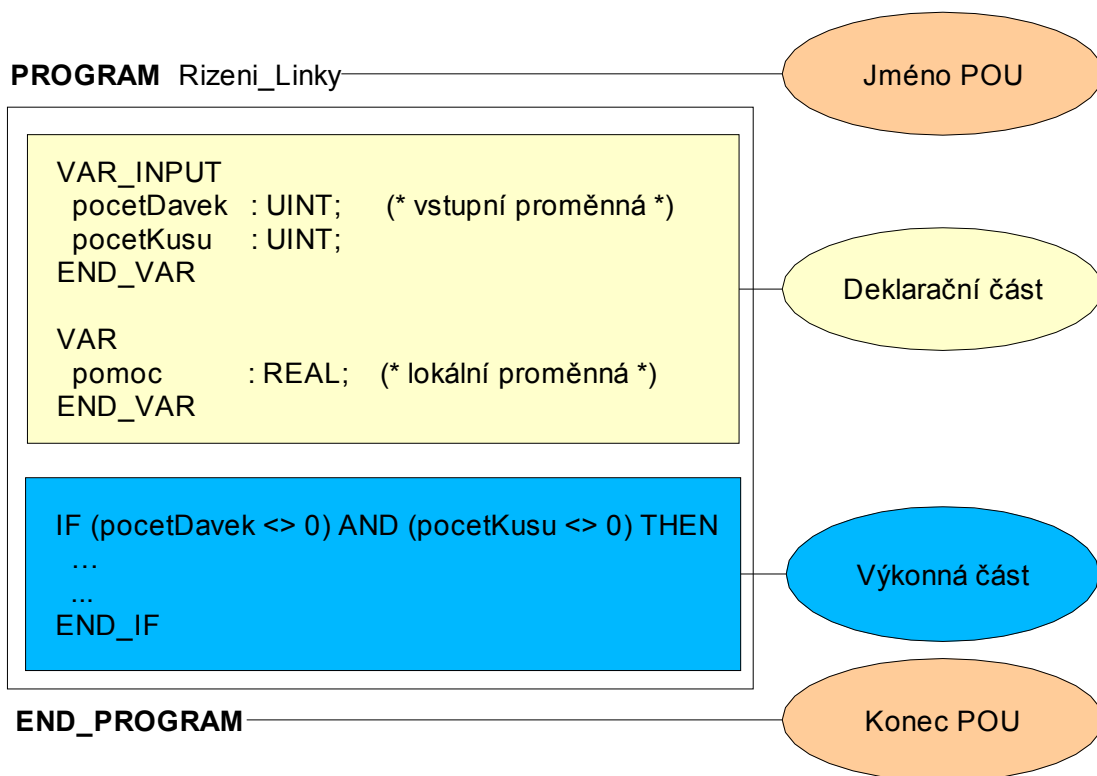 PROGRAM Rizeni_Linky
Jméno POU
VAR_INPUT
pocetDavek : UINT; (* vstupní proměnná *)
pocetKusu : UINT;
END_VAR
Deklarační část
VAR
pomoc : REAL; (* lokální proměnná *)
END_VAR
IF (pocetDavek <> 0) AND (pocetKusu <> 0) THEN
…
...
END_IF
Výkonná část
END_PROGRAM
Konec POU